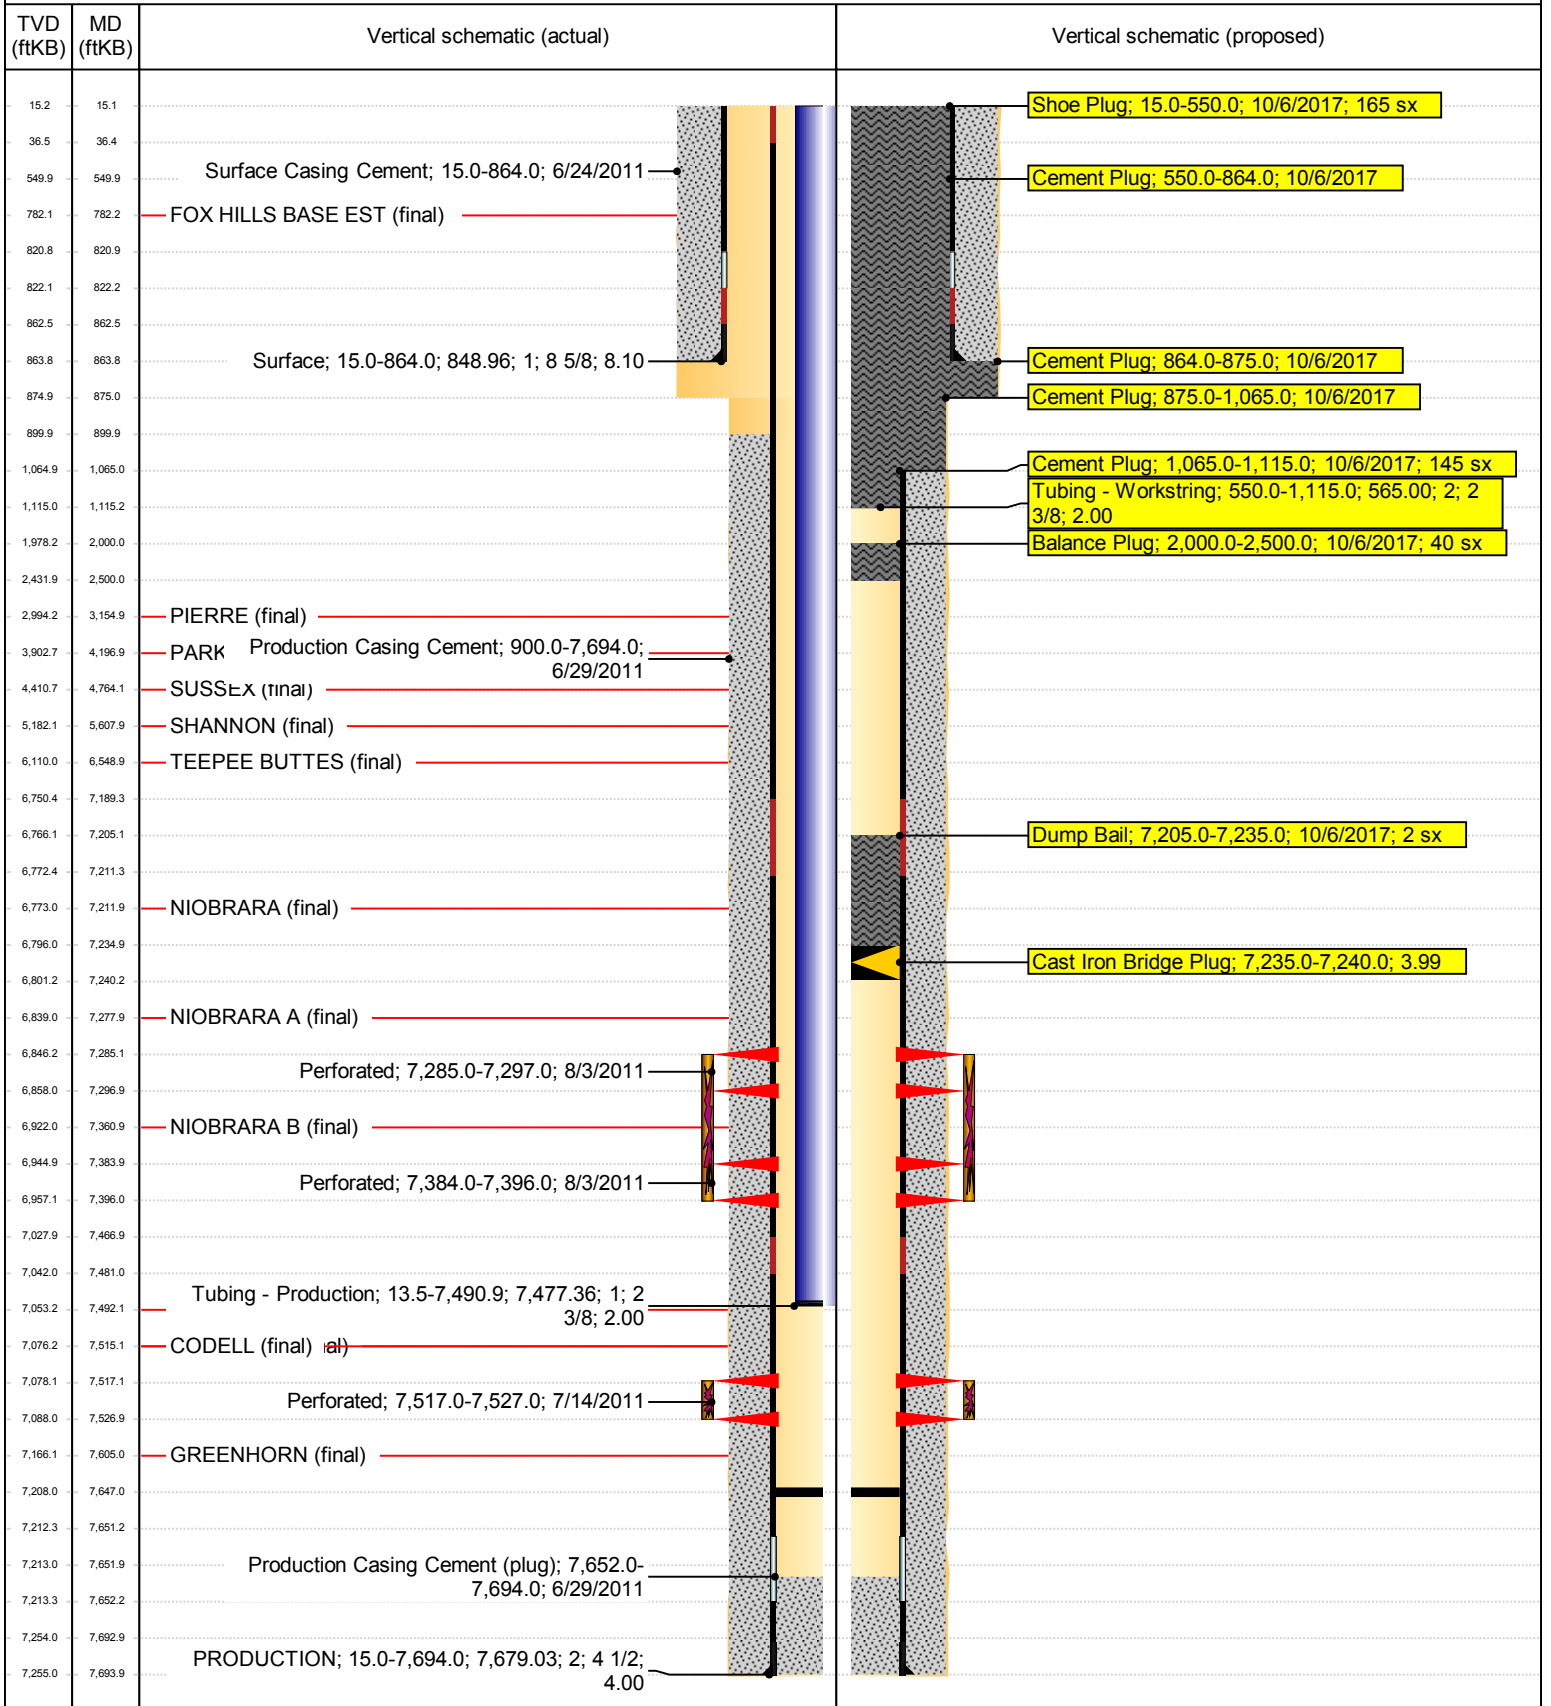 TVD (ftKB)
MD (ftKB)
Vertical schematic (actual)
Vertical schematic (proposed)
15.2 15.1
36.5 36.4
549.9 549.9
782.1 782.2
820.8 820.9
822.1 822.2
862.5 862.5
863.8 863.8
874.9 875.0
899.9 899.9
1,064.9 1,065.0
1,115.0 1,115.2
1,978.2 2,000.0
2,431.9 2,500.0
2,994.2 3,154.9
3,902.7 4,196.9
4,410.7 4,764.1
5,182.1 5,607.9
6,110.0 6,548.9
6,750.4 7,189.3
6,766.1 7,205.1
6,772.4 7,211.3
6,773.0 7,211.9
6,796.0 7,234.9
6,801.2 7,240.2
6,839.0 7,277.9
6,846.2 7,285.1
6,858.0 7,296.9
6,922.0 7,360.9
6,944.9 7,383.9
6,957.1 7,396.0
7,027.9 7,466.9
7,042.0 7,481.0
7,053.2 7,492.1
7,076.2 7,515.1
7,078.1 7,517.1
7,088.0 7,526.9
7,166.1 7,605.0
7,208.0 7,647.0
7,212.3 7,651.2
7,213.0 7,651.9
7,213.3 7,652.2
7,254.0 7,692.9
7,255.0 7,693.9
Surface Casing Cement; 15.0-864.0; 6/24/2011
FOX HILLS BASE EST (final)
Surface; 15.0-864.0; 848.96; 1; 8 5/8; 8.10
PIERRE (final)
PARK
Production Casing Cement; 900.0-7,694.0;
6/29/2011
SUSSEX (final)
SHANNON (final)
TEEPEE BUTTES (final)
NIOBRARA (final)
NIOBRARA A (final)
Perforated; 7,285.0-7,297.0; 8/3/2011
NIOBRARA B (final)
Perforated; 7,384.0-7,396.0; 8/3/2011
Tubing - Production; 13.5-7,490.9; 7,477.36; 1; 2
3/8; 2.00
CODELL (final) al)
Perforated; 7,517.0-7,527.0; 7/14/2011
GREENHORN (final)
Production Casing Cement (plug); 7,652.0-
7,694.0; 6/29/2011
PRODUCTION; 15.0-7,694.0; 7,679.03; 2; 4 1/2;
4.00
Shoe Plug; 15.0-550.0; 10/6/2017; 165 sx
Cement Plug; 550.0-864.0; 10/6/2017
Cement Plug; 864.0-875.0; 10/6/2017
Cement Plug; 875.0-1,065.0; 10/6/2017
Cement Plug; 1,065.0-1,115.0; 10/6/2017; 145 sx
Tubing - Workstring; 550.0-1,115.0; 565.00; 2; 2
3/8; 2.00
Balance Plug; 2,000.0-2,500.0; 10/6/2017; 40 sx
Dump Bail; 7,205.0-7,235.0; 10/6/2017; 2 sx
Cast Iron Bridge Plug; 7,235.0-7,240.0; 3.99